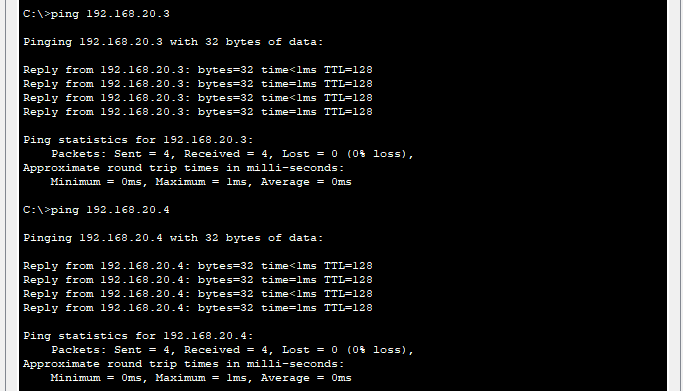 C:\>ping 192.168.20.3
Pinging 192.168.20.3 with 32 bytes of data:
Reply from 192.168.20.3: bytes=32 time<1ms TTL=128
Reply from 192.168.20.3: bytes=32 time=1ms TTL=128
Reply from 192.168.20.3: bytes=32 time<1ms TTL=128
Reply from 192.168.20.3: bytes=32 time=1ms TTL=128
Ping statistics for 192.168.20.3:
Packets: Sent = 4, Received = 4, Lost = 0 (0% loss),
Approximate round trip times in milli-seconds:
Minimum = 0ms, Maximum = 1ms, Average = 0ms
C:\>ping 192.168.20.4
Pinging 192.168.20.4 with 32 bytes of data:
Reply from 192.168.20.4: bytes=32 time<1ms TTL=128
Reply from 192.168.20.4: bytes=32 time=1ms TTL=128
Reply from 192.168.20.4: bytes=32 time<1ms TTL=128
Reply from 192.168.20.4: bytes=32 time=1ms TTL=128
Ping statistics for 192.168.20.4:
Packets: Sent = 4, Received = 4, Lost = 0 (0% loss),
Approximate round trip times in milli-seconds:
Minimum = 0ms, Maximum = 1ms, Average = 0ms